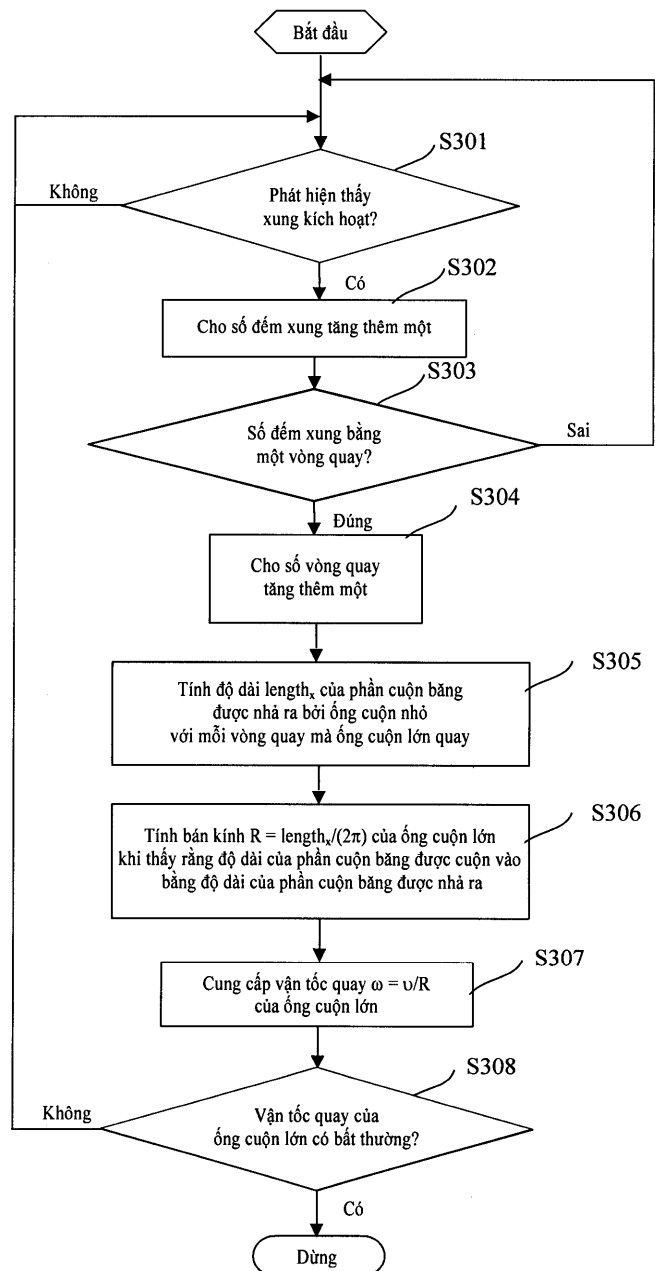 Bắt đầu
S301
Không
Phát hiện thấy
xung kích hoạt?
Có
S302
Cho số đếm xung tăng thêm một
S303
Số đếm xung bằng
một vòng quay?
Sai
Đúng
S304
Cho số vòng quay
tăng thêm một
S305
Tính độ dài lengthₓ của phần cuộn băng
được nhả ra bởi ống cuộn nhỏ
với mỗi vòng quay mà ống cuộn lớn quay
S306
Tính bán kính R = lengthₓ/(2π) của ống cuộn lớn
khi thấy rằng độ dài của phần cuộn băng được cuộn vào
bằng độ dài của phần cuộn băng được nhả ra
S307
Cung cấp vận tốc quay ω = υ/R
của ống cuộn lớn
S308
Không
Vận tốc quay của
ống cuộn lớn có bất thường?
Có
Dừng